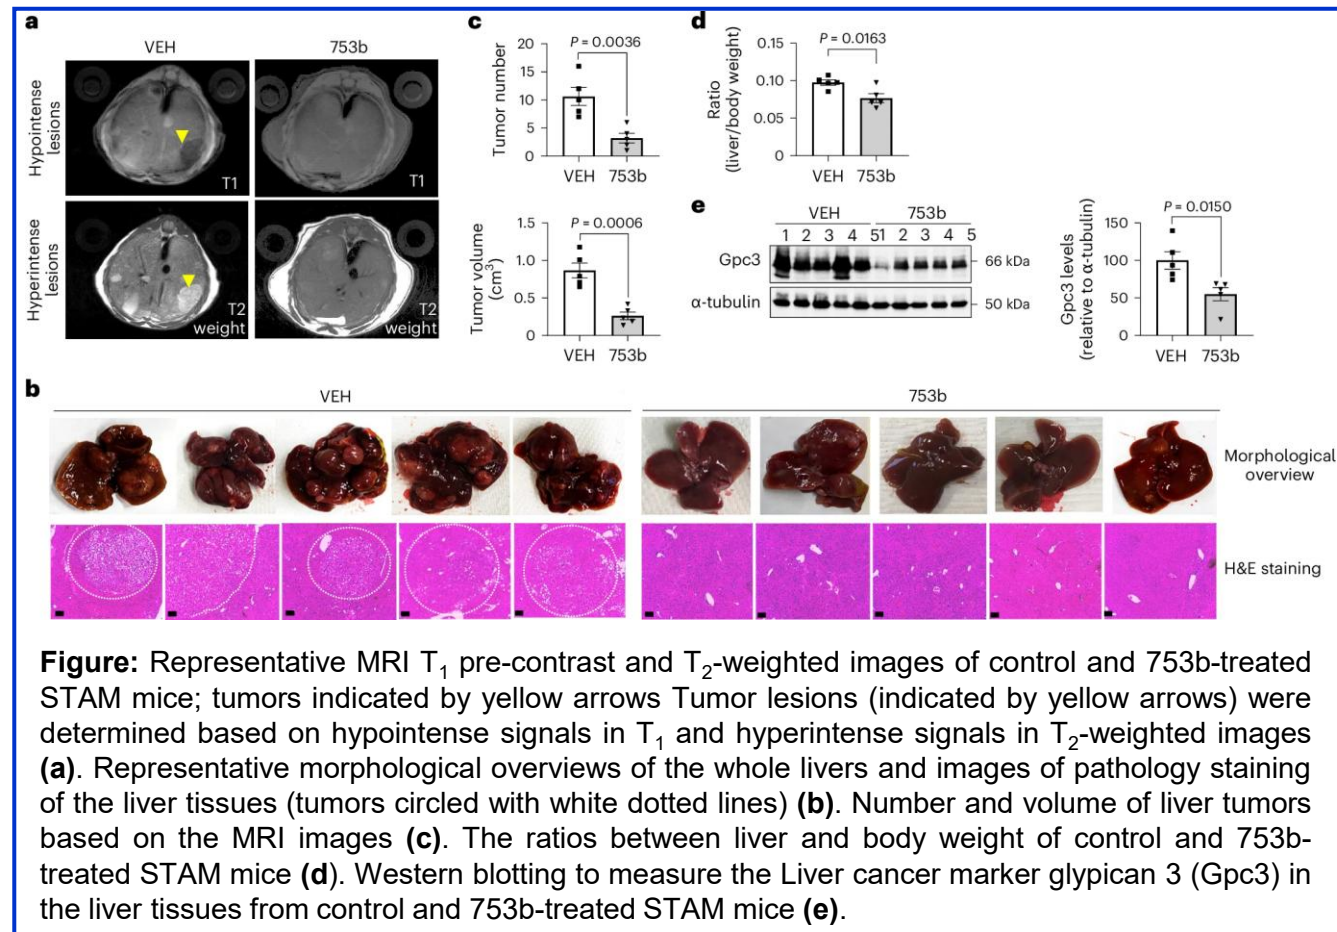 a
VEH
753b
Hypointense
lesions
T1
T1
Hyperintense
lesions
T2
weight
T2
weight
c
P = 0.0036
Tumor number
20
15
10
5
0
VEH
753b
P = 0.0006
Tumor volume
(cm³)
1.5
1.0
0.5
0
VEH
753b
d
P = 0.0163
Ratio
(liver/body weight)
0.15
0.10
0.05
0
VEH
753b
e
VEH
753b
1 2 3 4 51 2 3 4 5
Gpc3
66 kDa
α-tubulin
50 kDa
P = 0.0150
Gpc3 levels
(relative to α-tubulin)
150
100
50
0
VEH
753b
b
VEH
753b
Morphological
overview
H&E staining
Figure: Representative MRI T₁ pre-contrast and T₂-weighted images of control and 753b-treated
STAM mice; tumors indicated by yellow arrows Tumor lesions (indicated by yellow arrows) were
determined based on hypointense signals in T₁ and hyperintense signals in T₂-weighted images
(a). Representative morphological overviews of the whole livers and images of pathology staining
of the liver tissues (tumors circled with white dotted lines) (b). Number and volume of liver tumors
based on the MRI images (c). The ratios between liver and body weight of control and 753b-
treated STAM mice (d). Western blotting to measure the Liver cancer marker glypican 3 (Gpc3) in
the liver tissues from control and 753b-treated STAM mice (e).